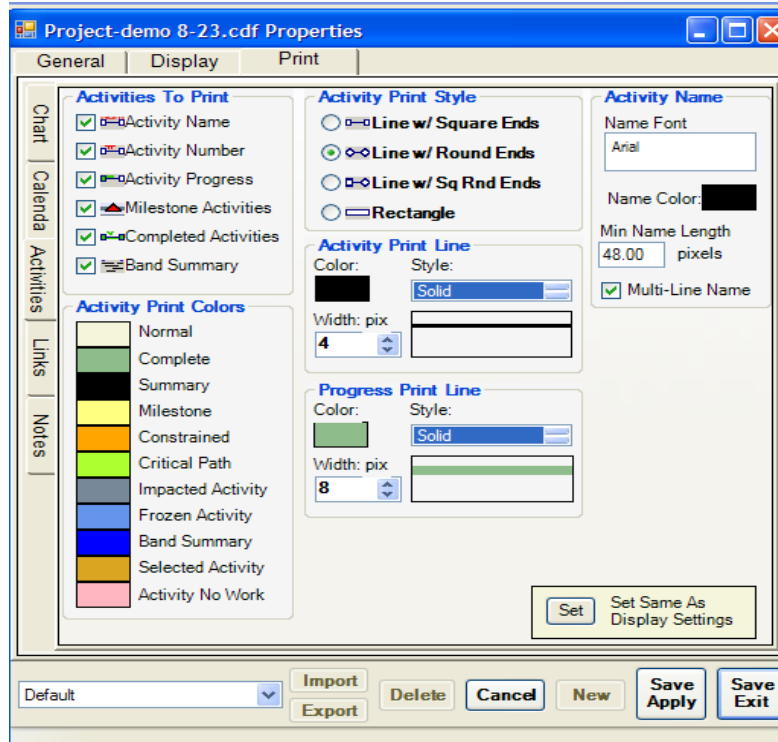 Project-demo 8-23.cdf Properties
General
Display
Print
Chart
Calenda
Activities
Links
Notes
Activities To Print
Activity Name
Activity Number
Activity Progress
Milestone Activities
Completed Activities
Band Summary
Activity Print Colors
Normal
Complete
Summary
Milestone
Constrained
Critical Path
Impacted Activity
Frozen Activity
Band Summary
Selected Activity
Activity No Work
Activity Print Style
Line w/ Square Ends
Line w/ Round Ends
Line w/ Sq Rnd Ends
Rectangle
Activity Print Line
Color:
Style:
Solid
Width: pix
4
Progress Print Line
Color:
Style:
Solid
Width: pix
8
Activity Name
Name Font
Arial
Name Color:
Min Name Length
48.00 pixels
Multi-Line Name
Set
Set Same As
Display Settings
Default
Import
Export
Delete
Cancel
New
Save
Apply
Save
Exit